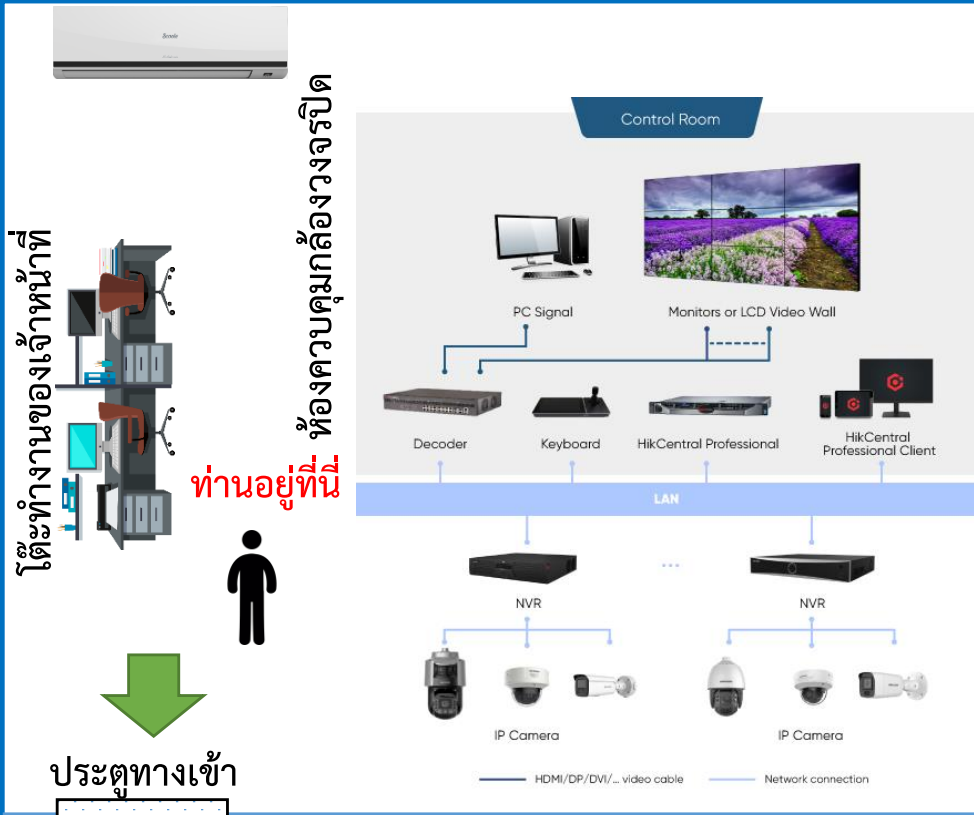 โต๊ะทำงานของเจ้าหน้าที่
ห้องควบคุมกล้องวงจรปิด
ท่านอยู่ที่นี่
ประตูทางเข้า
Control Room
PC Signal
Monitors or LCD Video Wall
Decoder
Keyboard
HikCentral Professional
HikCentral
Professional Client
LAN
...
NVR
NVR
IP Camera
IP Camera
HDMI/DP/DVI/... video cable
Network connection